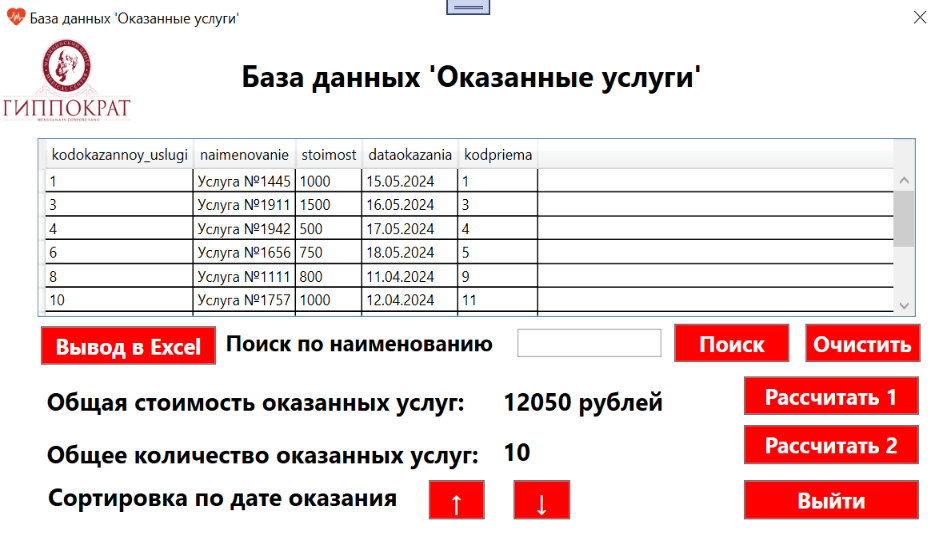 База данных 'Оказанные услуги'
ГИППОКРАТ
База данных 'Оказанные услуги'
kodokazannoy_uslugi naimenovanie stoimost dataokazania kodpriema
1 Услуга №1445 1000 15.05.2024 1
3 Услуга №1911 1500 16.05.2024 3
4 Услуга №1942 500 17.05.2024 4
6 Услуга №1656 750 18.05.2024 5
8 Услуга №1111 800 11.04.2024 9
10 Услуга №1757 1000 12.04.2024 11
Вывод в Excel Поиск по наименованию Поиск Очистить
Общая стоимость оказанных услуг: 12050 рублей Рассчитать 1
Общее количество оказанных услуг: 10 Рассчитать 2
Сортировка по дате оказания ↑ ↓ Выйти